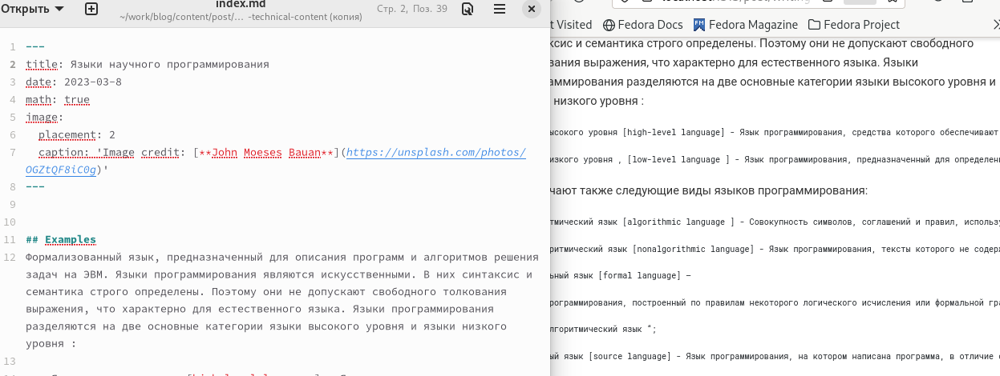 Открыть
index.md
~/work/blog/content/post/... -technical-content (копия)
Стр. 2, Поз. 39
1 ---
2 title: Языки научного программирования
3 date: 2023-03-8
4 math: true
5 image:
6 placement: 2
7 caption: 'Image credit: [**John Moeses Bauan**](https://unsplash.com/photos/
OGZtQF8iC0g)'
8 ---
9
10
11 ## Examples
12 Формализованный язык, предназначенный для описания программ и алгоритмов решения
задач на ЭВМ. Языки программирования являются искусственными. В них синтаксис и
семантика строго определены. Поэтому они не допускают свободного толкования
выражения, что характерно для естественного языка. Языки программирования
разделяются на две основные категории языки высокого уровня и языки низкого
уровня :
13
t Visited Fedora Docs Fedora Magazine Fedora Project
ксис и семантика строго определены. Поэтому они не допускают свободного
вания выражения, что характерно для естественного языка. Языки
аммирования разделяются на две основные категории языки высокого уровня и
низкого уровня :
ысокого уровня [high-level language] – Язык программирования, средства которого обеспечивают
изкого уровня , [low-level language ] – Язык программирования, предназначенный для определен
чают также следующие виды языков программирования:
тмический язык [algorithmic language ] – Совокупность символов, соглашений и правил, использу
ритмический язык [nonalgorithmic language] – Язык программирования, тексты которого не содер
ьный язык [formal language] –
рограммирования, построенный по правилам некоторого логического исчисления или формальной гра
лгоритмический язык “;
ый язык [source language] – Язык программирования, на котором написана программа, в отличие о